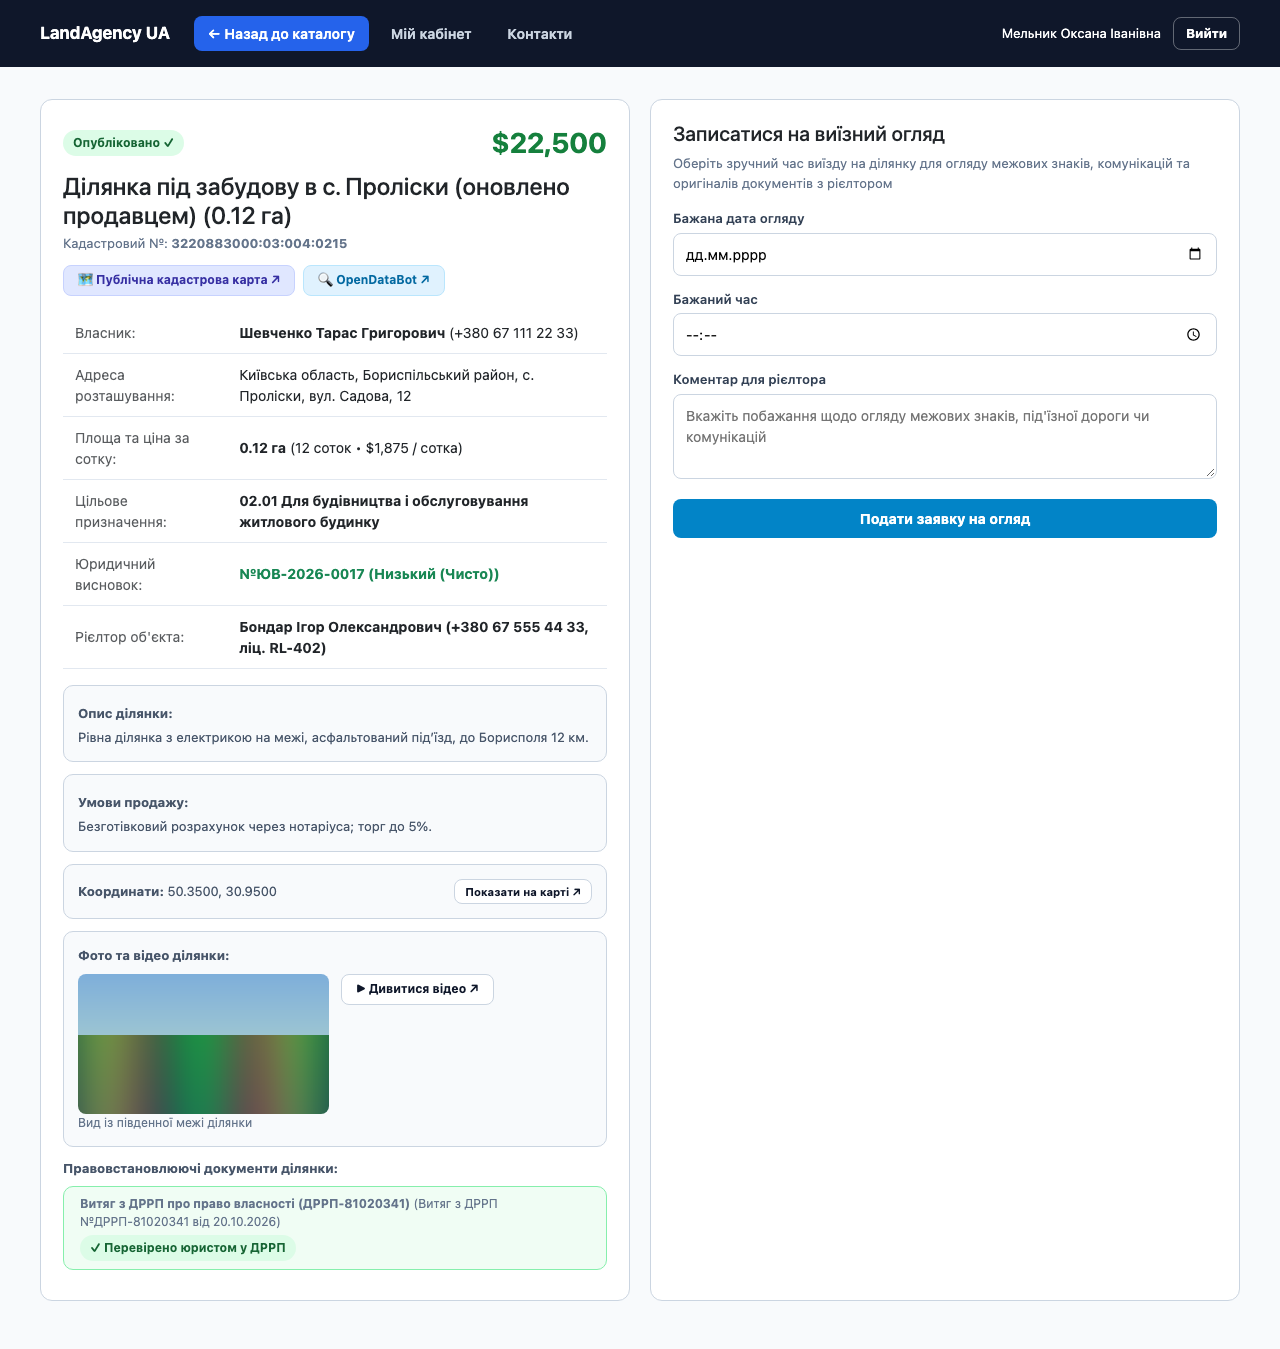 LandAgency UA
← Назад до каталогу
Мій кабінет
Контакти
Мельник Оксана Іванівна
Вийти
Опубліковано ✓
$22,500
Ділянка під забудову в с. Проліски (оновлено
продавцем) (0.12 га)
Кадастровий №: 3220883000:03:004:0215
🗺️ Публічна кадастрова карта ↗
🔍 OpenDataBot ↗
Власник:
Шевченко Тарас Григорович (+380 67 111 22 33)
Адреса
розташування:
Київська область, Бориспільський район, с.
Проліски, вул. Садова, 12
Площа та ціна за
сотку:
0.12 га (12 соток • $1,875 / сотка)
Цільове
призначення:
02.01 Для будівництва і обслуговування
житлового будинку
Юридичний
висновок:
№ЮВ-2026-0017 (Низький (Чисто))
Рієлтор об'єкта:
Бондар Ігор Олександрович (+380 67 555 44 33,
ліц. RL-402)
Опис ділянки:
Рівна ділянка з електрикою на межі, асфальтований під’їзд, до Борисполя 12 км.
Умови продажу:
Безготівковий розрахунок через нотаріуса; торг до 5%.
Координати: 50.3500, 30.9500
Показати на карті ↗
Фото та відео ділянки:
▶ Дивитися відео ↗
Вид із південної межі ділянки
Правовстановлюючі документи ділянки:
Витяг з ДРРП про право власності (ДРРП-81020341) (Витяг з ДРРП
№ДРРП-81020341 від 20.10.2026)
✓ Перевірено юристом у ДРРП
Записатися на виїзний огляд
Оберіть зручний час виїзду на ділянку для огляду межових знаків, комунікацій та
оригіналів документів з рієлтором
Бажана дата огляду
дд.мм.рррр
Бажаний час
--:--
Коментар для рієлтора
Вкажіть побажання щодо огляду межових знаків, під'їзної дороги чи
комунікацій
Подати заявку на огляд